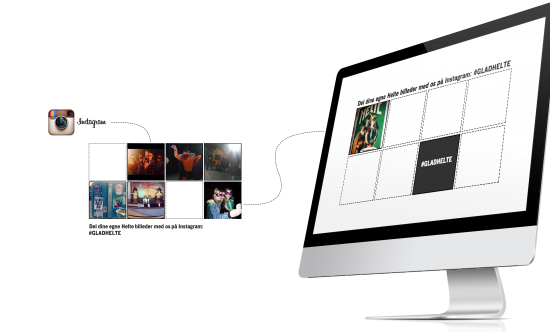 Del dine egne Helte billeder med os på Instagram: #GLADHELTE
Instagram
#GLADHELTE
Del dine egne Helte billeder med os på Instagram:
#GLADHELTE